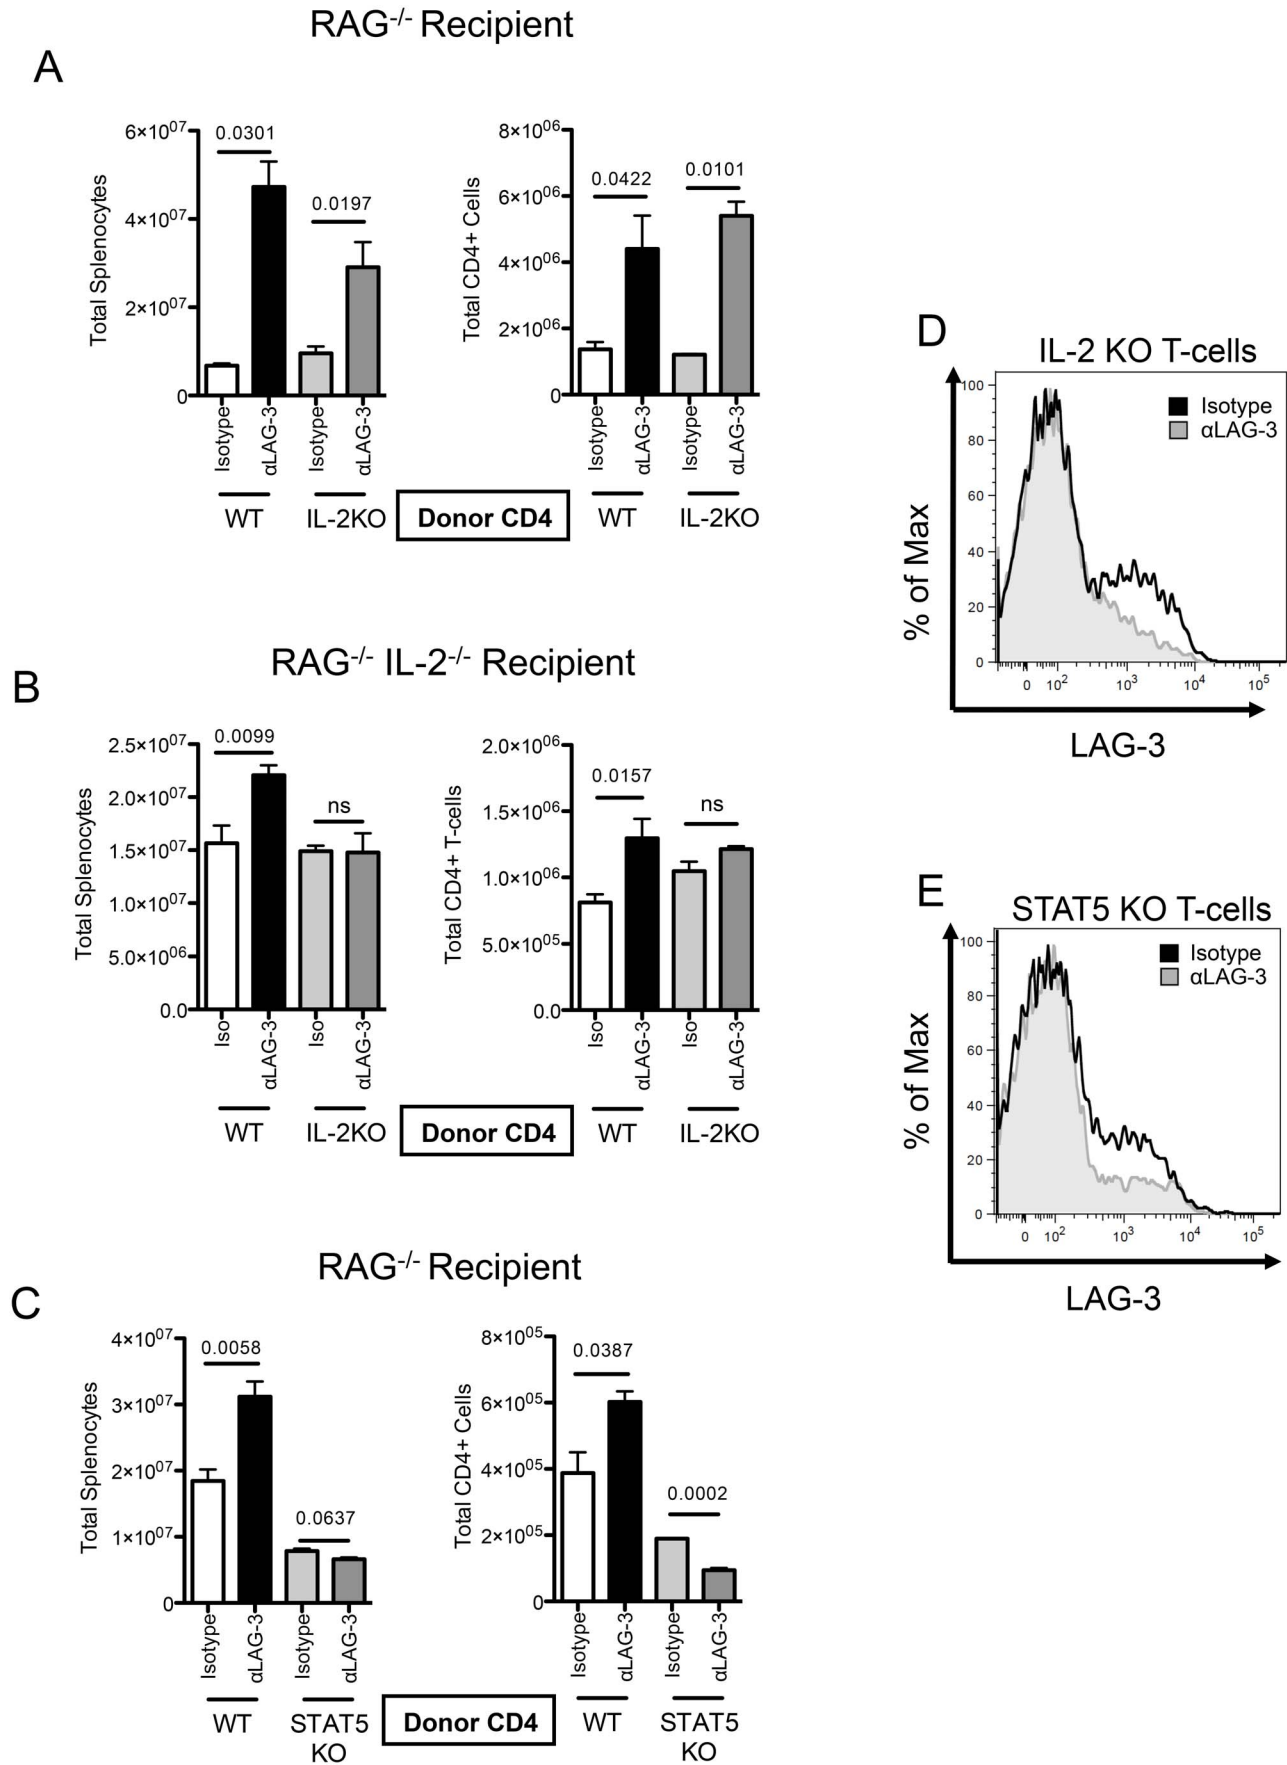 RAG-/- Recipient
A
Total Splenocytes
6×10^07
4×10^07
2×10^07
0
0.0301
0.0197
Isotype
αLAG-3
Isotype
αLAG-3
WT
IL-2KO
Total CD4+ Cells
8×10^06
6×10^06
4×10^06
2×10^06
0
0.0422
0.0101
Isotype
αLAG-3
Isotype
αLAG-3
WT
IL-2KO
Donor CD4
RAG-/- IL-2-/- Recipient
B
Total Splenocytes
2.5×10^07
2.0×10^07
1.5×10^07
1.0×10^07
5.0×10^06
0.0
0.0099
ns
Iso
αLAG-3
Iso
αLAG-3
WT
IL-2KO
Total CD4+ T-cells
2.0×10^06
1.5×10^06
1.0×10^06
5.0×10^05
0.0
0.0157
ns
Iso
αLAG-3
Iso
αLAG-3
WT
IL-2KO
Donor CD4
RAG-/- Recipient
C
Total Splenocytes
4×10^07
3×10^07
2×10^07
1×10^07
0
0.0058
0.0637
Isotype
αLAG-3
Isotype
αLAG-3
WT
STAT5
KO
Total CD4+ Cells
8×10^05
6×10^05
4×10^05
2×10^05
0
0.0387
0.0002
Isotype
αLAG-3
Isotype
αLAG-3
WT
STAT5
KO
Donor CD4
D
IL-2 KO T-cells
Isotype
αLAG-3
% of Max
100
80
60
40
20
0
0 10^2 10^3 10^4 10^5
LAG-3
E
STAT5 KO T-cells
Isotype
αLAG-3
% of Max
100
80
60
40
20
0
0 10^2 10^3 10^4 10^5
LAG-3